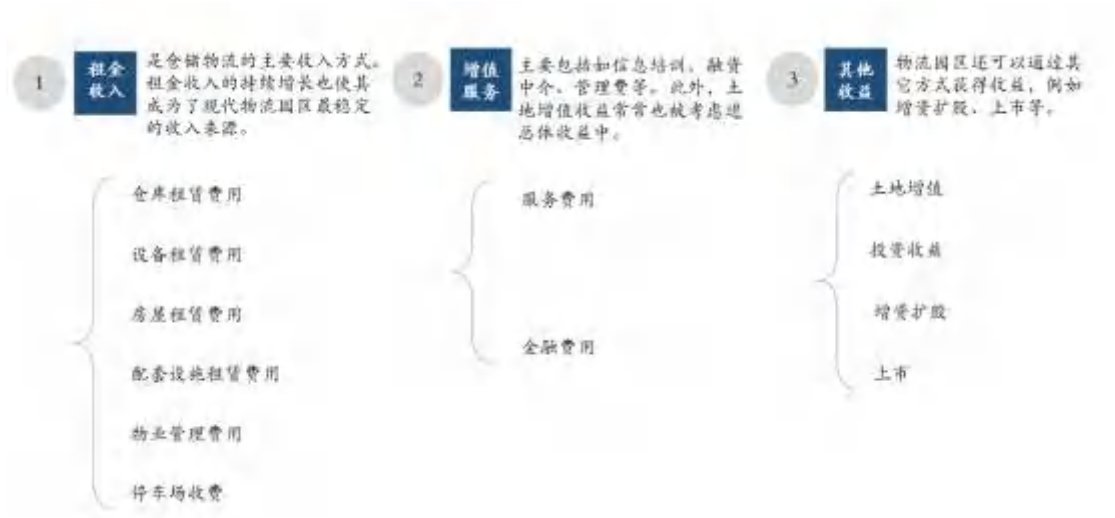 1
租金
收入
是仓储物流的主要收入方式。
租金收入的持续增长也使其
成为了现代物流园区最稳定
的收入来源。
仓库租赁费用
设备租赁费用
房屋租赁费用
配套设施租赁费用
物业管理费用
停车场收费
2
增值
服务
主要包括如信息培训、融资
中介、管理费等。此外，土
地增值收益常常也被考虑进
总体收益中。
服务费用
金融费用
3
其他
收益
物流园区还可以通过其
它方式获得收益，例如
增资扩股、上市等。
土地增值
投资收益
增资扩股
上市